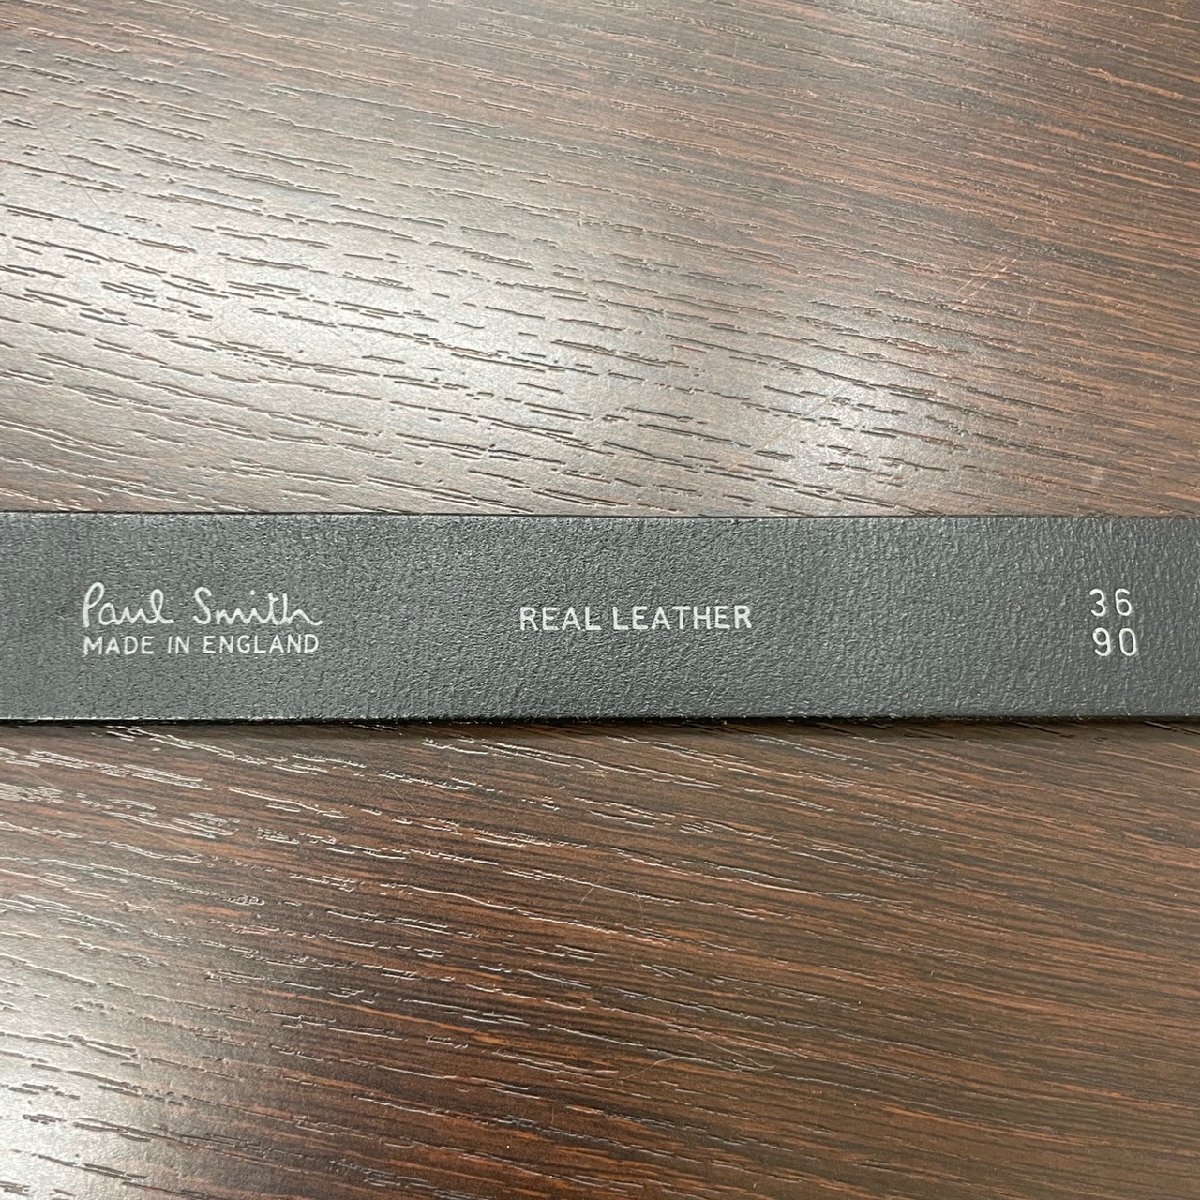 Paul Smith
MADE IN ENGLAND
REAL LEATHER
36
90